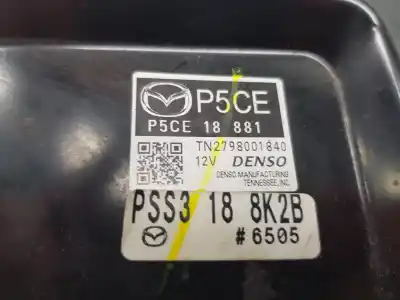 P5CE
P5CE 18 881
TN2798001840
12V DENSO
DENSO MANUFACTURING
TENNESSEE, INC.
PSS3 18 8K2B
#6505